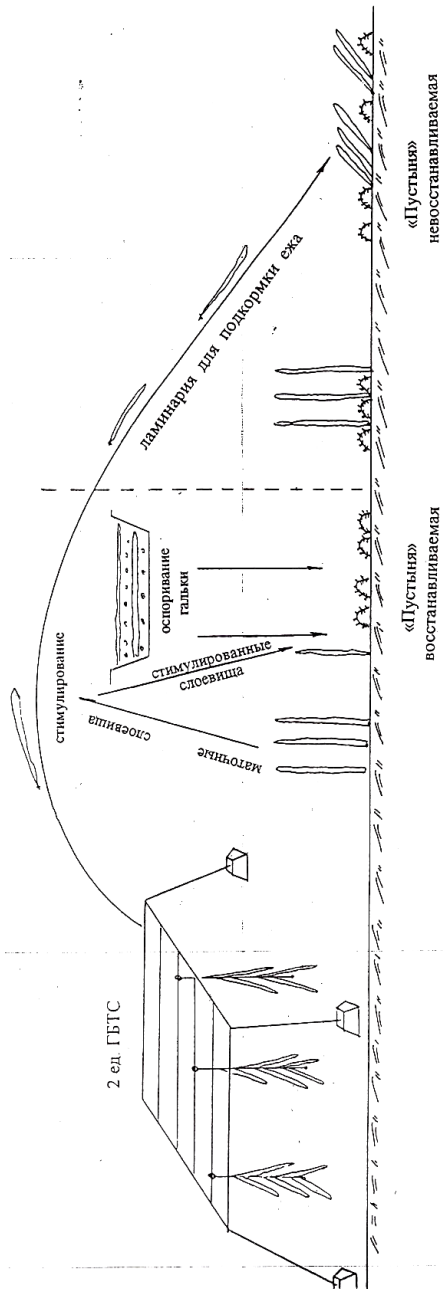 2 ед. ГБТС
стимулирование
маточные
слоевища
стимулированные
слоевища
оспоривание
гальки
ламинария для подкормки ежа
«Пустыня»
восстанавливаемая
«Пустыня»
невосстанавливаемая